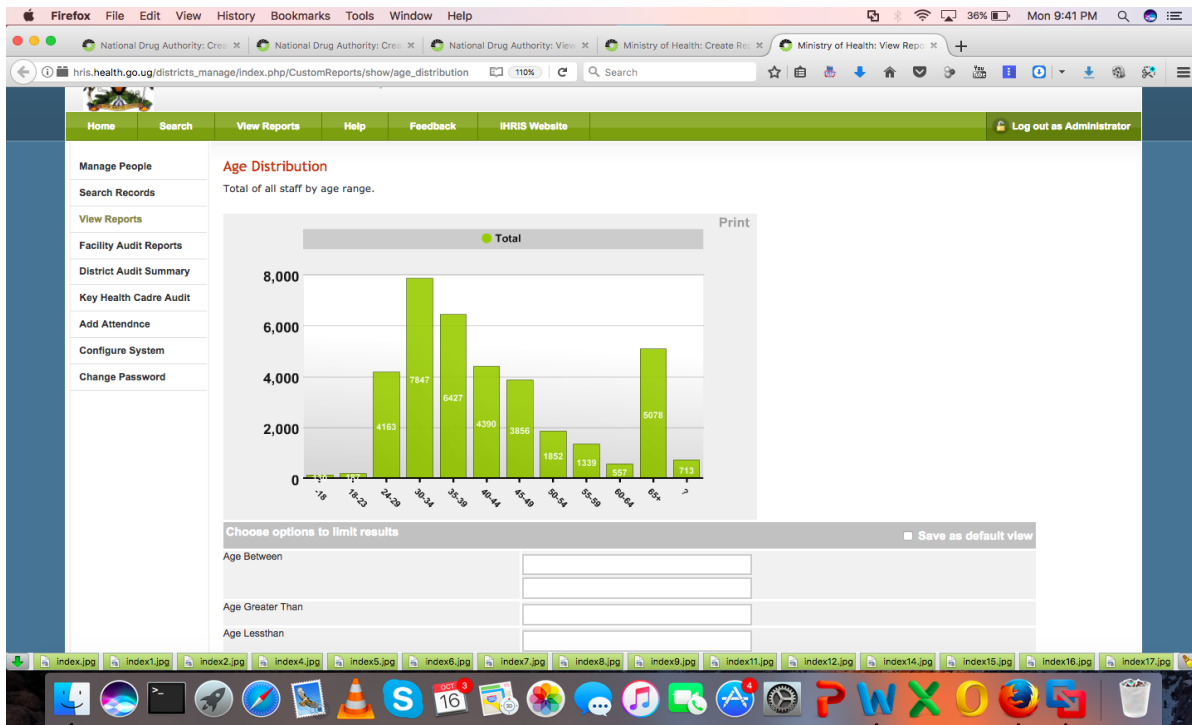 Firefox File Edit View History Bookmarks Tools Window Help 36% Mon 9:41 PM
National Drug Authority: Crea × National Drug Authority: Crea × National Drug Authority: View × Ministry of Health: Create Rep × Ministry of Health: View Repo ×
hris.health.go.ug/districts_manage/index.php/CustomReports/show/age_distribution 110% Search
Home Search View Reports Help Feedback IHRIS Website Log out as Administrator
Manage People
Search Records
View Reports
Facility Audit Reports
District Audit Summary
Key Health Cadre Audit
Add Attendnce
Configure System
Change Password
Age Distribution
Total of all staff by age range.
Print
Total
8,000
6,000
4,000
2,000
0
4163 7847 6427 4390 3856 1852 1339 557 5078 713
-18 18-23 24-29 30-34 35-39 40-44 45-49 50-54 55-59 60-64 65+ ?
Choose options to limit results Save as default view
Age Between
Age Greater Than
Age Lessthan
index.jpg index1.jpg index2.jpg index4.jpg index5.jpg index6.jpg index7.jpg index8.jpg index9.jpg index11.jpg index12.jpg index14.jpg index15.jpg index16.jpg index17.jpg
OCT 3
16
4